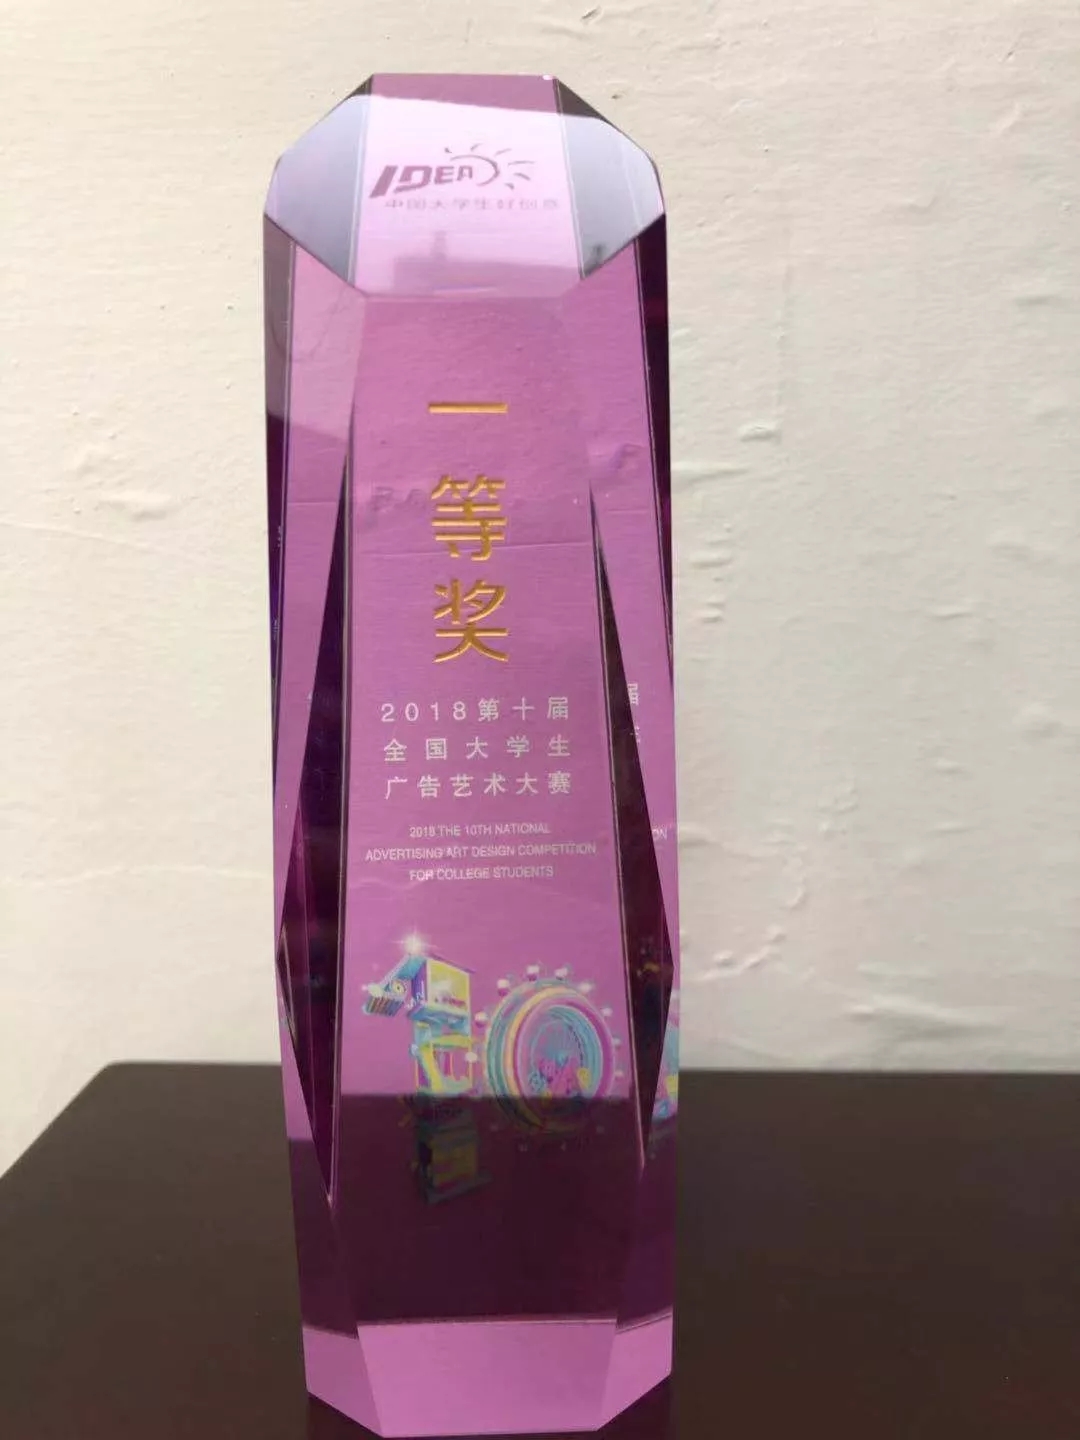 IDEA
中国大学生好创意
一等奖
2018第十届
全国大学生
广告艺术大赛
2018 THE 10TH NATIONAL
ADVERTISING ART DESIGN COMPETITION
FOR COLLEGE STUDENTS